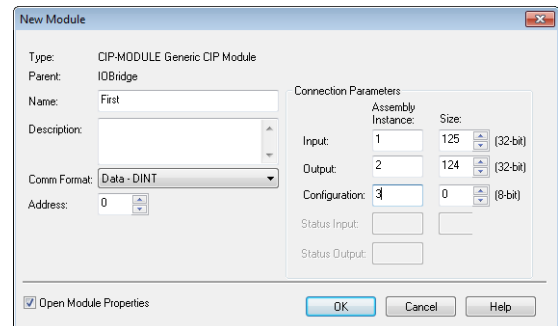 New Module
Type: CIP-MODULE Generic CIP Module
Parent: IOBridge
Name: First
Description:
Comm Format: Data - DINT
Address: 0
Connection Parameters
Assembly
Instance: Size:
Input: 1 125 (32-bit)
Output: 2 124 (32-bit)
Configuration: 3 0 (8-bit)
Status Input:
Status Output:
Open Module Properties
OK Cancel Help